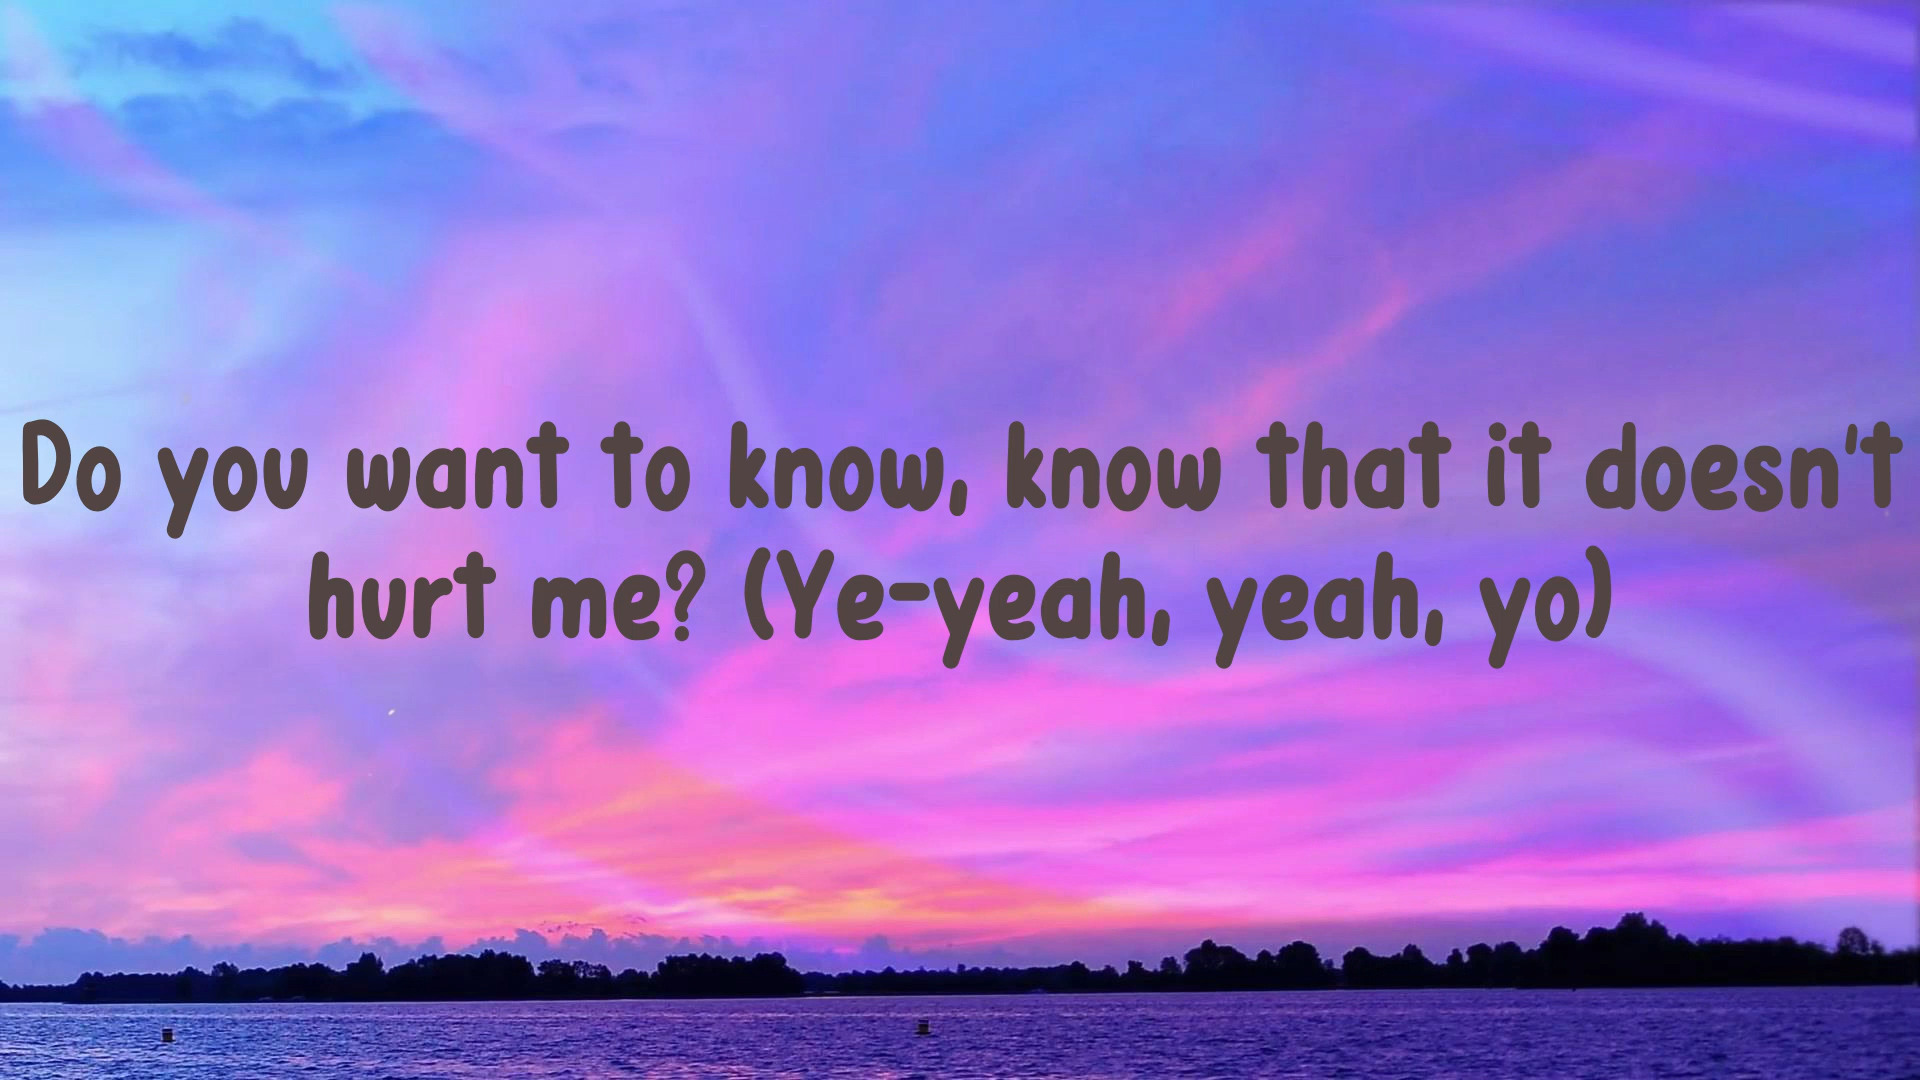 Do you want to know, know that it doesn't
hurt me? (Ye-yeah, yeah, yo)